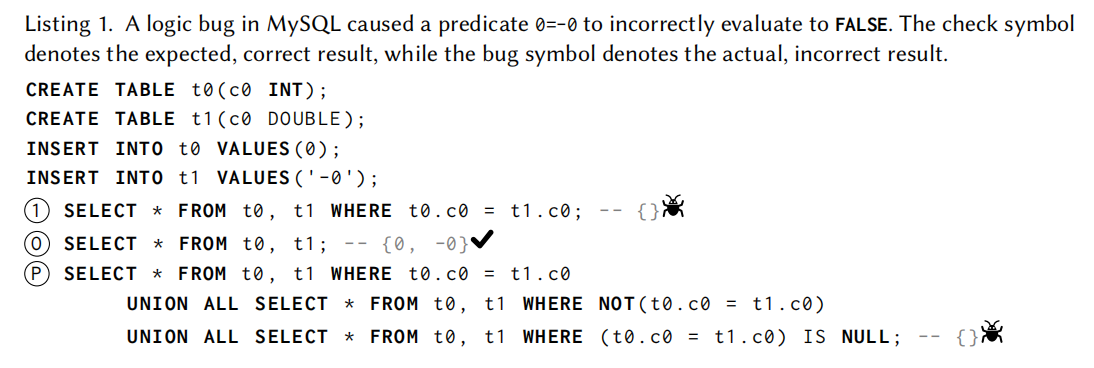 Listing 1. A logic bug in MySQL caused a predicate 0=-0 to incorrectly evaluate to FALSE. The check symbol
denotes the expected, correct result, while the bug symbol denotes the actual, incorrect result.
CREATE TABLE t0(c0 INT);
CREATE TABLE t1(c0 DOUBLE);
INSERT INTO t0 VALUES(0);
INSERT INTO t1 VALUES('-0');
① SELECT * FROM t0, t1 WHERE t0.c0 = t1.c0; -- {}
Ⓞ SELECT * FROM t0, t1; -- {0, -0}✔
Ⓟ SELECT * FROM t0, t1 WHERE t0.c0 = t1.c0
UNION ALL SELECT * FROM t0, t1 WHERE NOT(t0.c0 = t1.c0)
UNION ALL SELECT * FROM t0, t1 WHERE (t0.c0 = t1.c0) IS NULL; -- {}